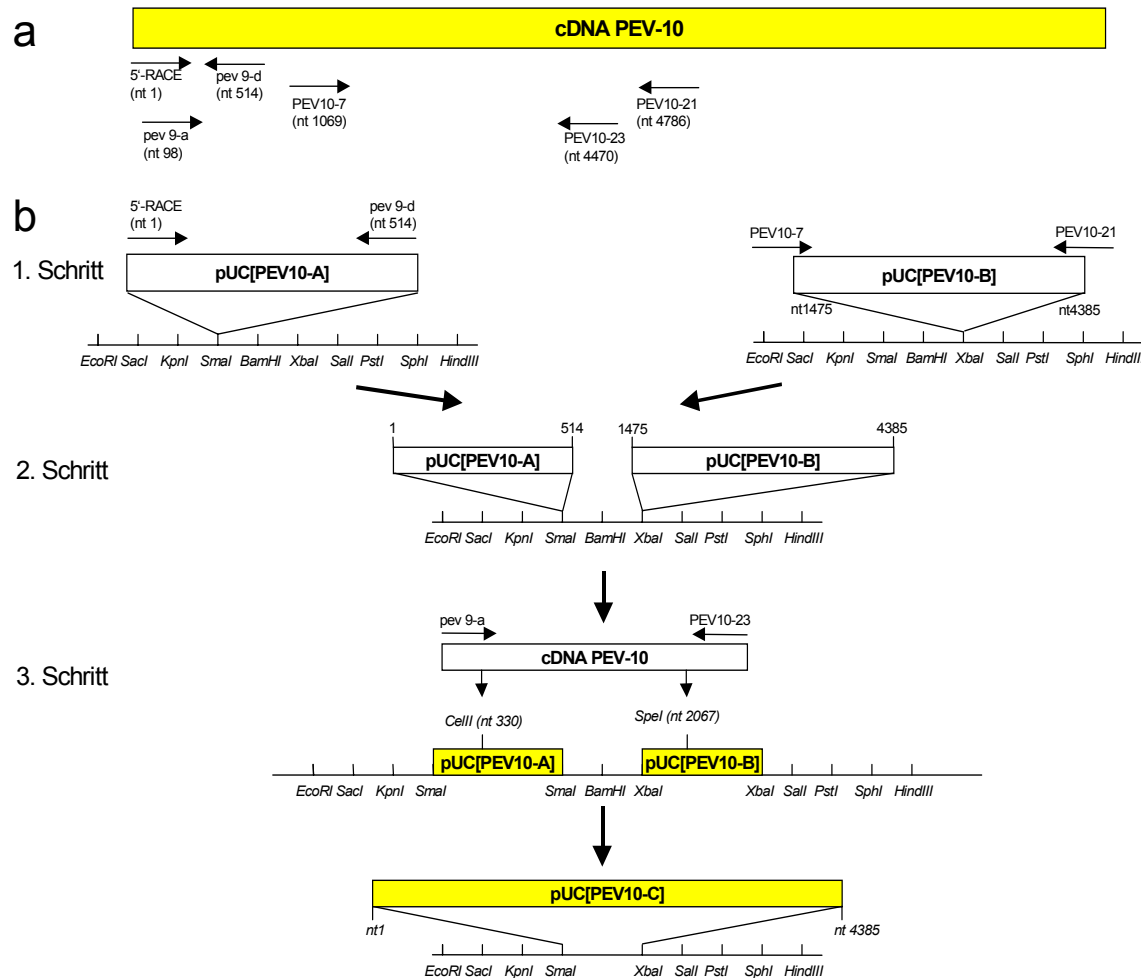 a
cDNA PEV-10
5'-RACE
(nt 1)
pev 9-d
(nt 514)
pev 9-a
(nt 98)
PEV10-7
(nt 1069)
PEV10-23
(nt 4470)
PEV10-21
(nt 4786)
b
1. Schritt
5'-RACE
(nt 1)
pev 9-d
(nt 514)
pUC[PEV10-A]
EcoRI SacI KpnI SmaI BamHI XbaI SalI PstI SphI HindIII
PEV10-7
PEV10-21
pUC[PEV10-B]
nt1475
nt4385
EcoRI SacI KpnI SmaI BamHI XbaI SalI PstI SphI HindIII
2. Schritt
1 514 1475 4385
pUC[PEV10-A] pUC[PEV10-B]
EcoRI SacI KpnI SmaI BamHI XbaI SalI PstI SphI HindIII
3. Schritt
pev 9-a PEV10-23
cDNA PEV-10
CelII (nt 330) SpeI (nt 2067)
pUC[PEV10-A] pUC[PEV10-B]
EcoRI SacI KpnI SmaI SmaI BamHI XbaI XbaI SalI PstI SphI HindIII
pUC[PEV10-C]
nt1 nt 4385
EcoRI SacI KpnI SmaI XbaI SalI PstI SphI HindIII